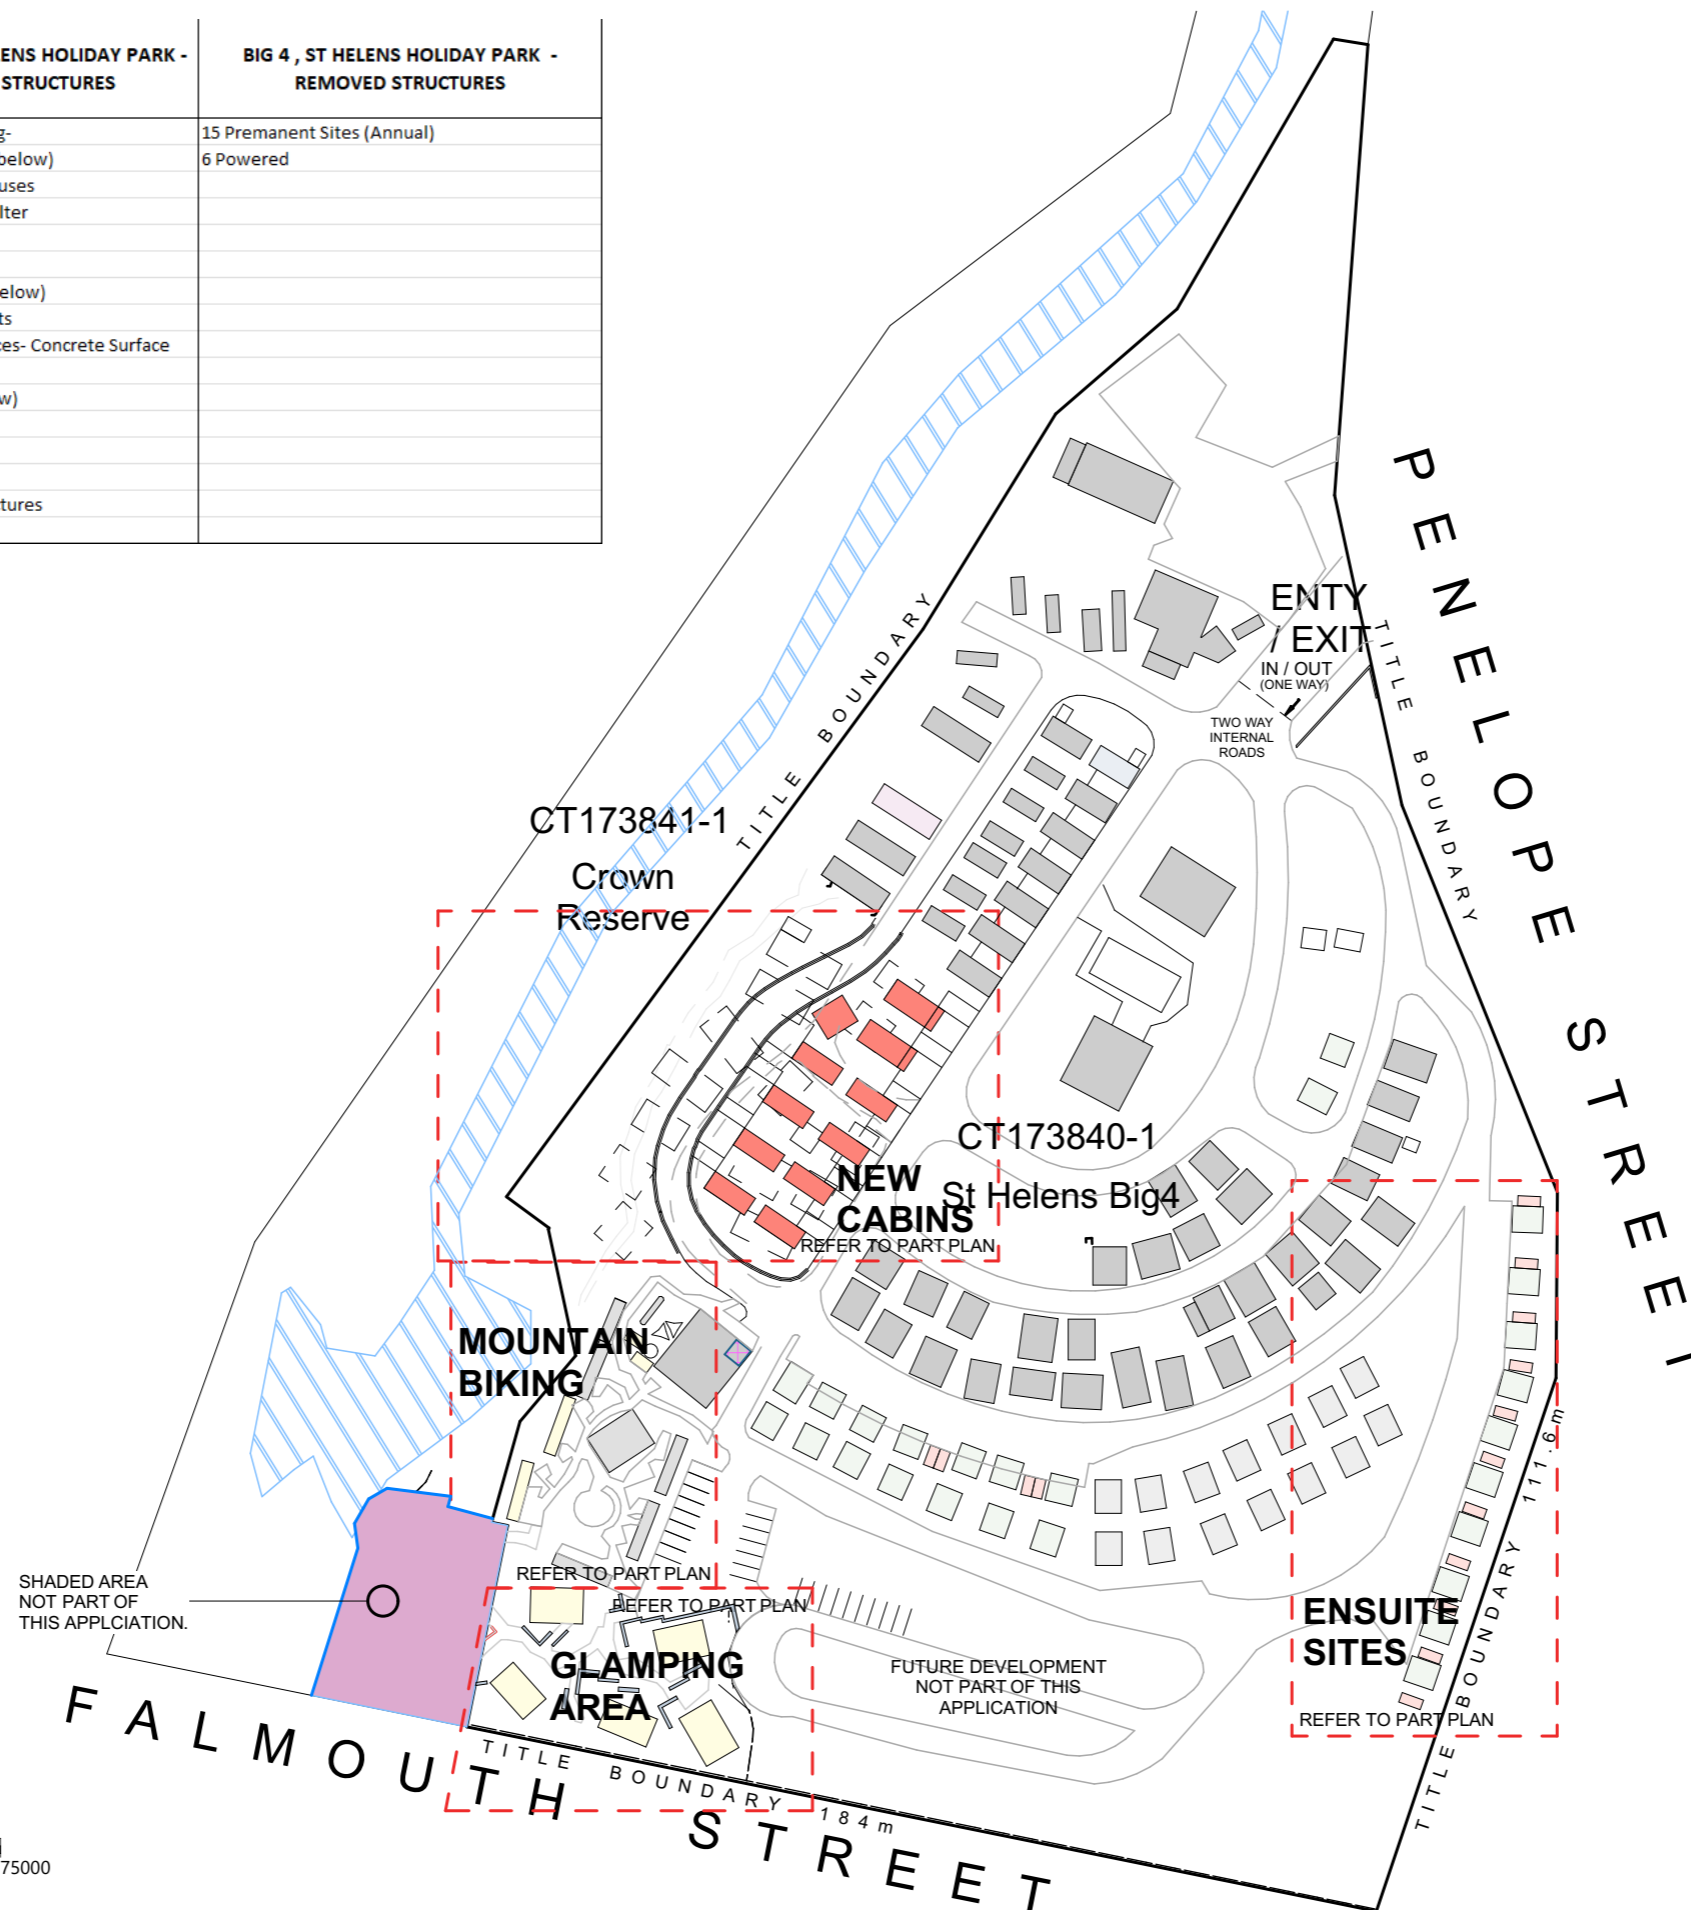 ENS HOLIDAY PARK -
STRUCTURES
BIG 4 , ST HELENS HOLIDAY PARK -
REMOVED STRUCTURES
g-
15 Premanent Sites (Annual)
below)
6 Powered
uses
lter
elow)
ts
ces- Concrete Surface
w)
tures
PENELOPE STREET
ENTY
/ EXIT
IN / OUT
(ONE WAY)
TWO WAY
INTERNAL
ROADS
TITLE BOUNDARY
TITLE BOUNDARY
CT173841-1
Crown
Reserve
CT173840-1
St Helens Big4
NEW
CABINS
REFER TO PART PLAN
MOUNTAIN
BIKING
REFER TO PART PLAN
REFER TO PART PLAN
GLAMPING
AREA
SHADED AREA
NOT PART OF
THIS APPLCIATION.
FUTURE DEVELOPMENT
NOT PART OF THIS
APPLICATION
ENSUITE
SITES
REFER TO PART PLAN
TITLE BOUNDARY 111.6m
TITLE BOUNDARY 184m
FALMOUTH STREET
75000